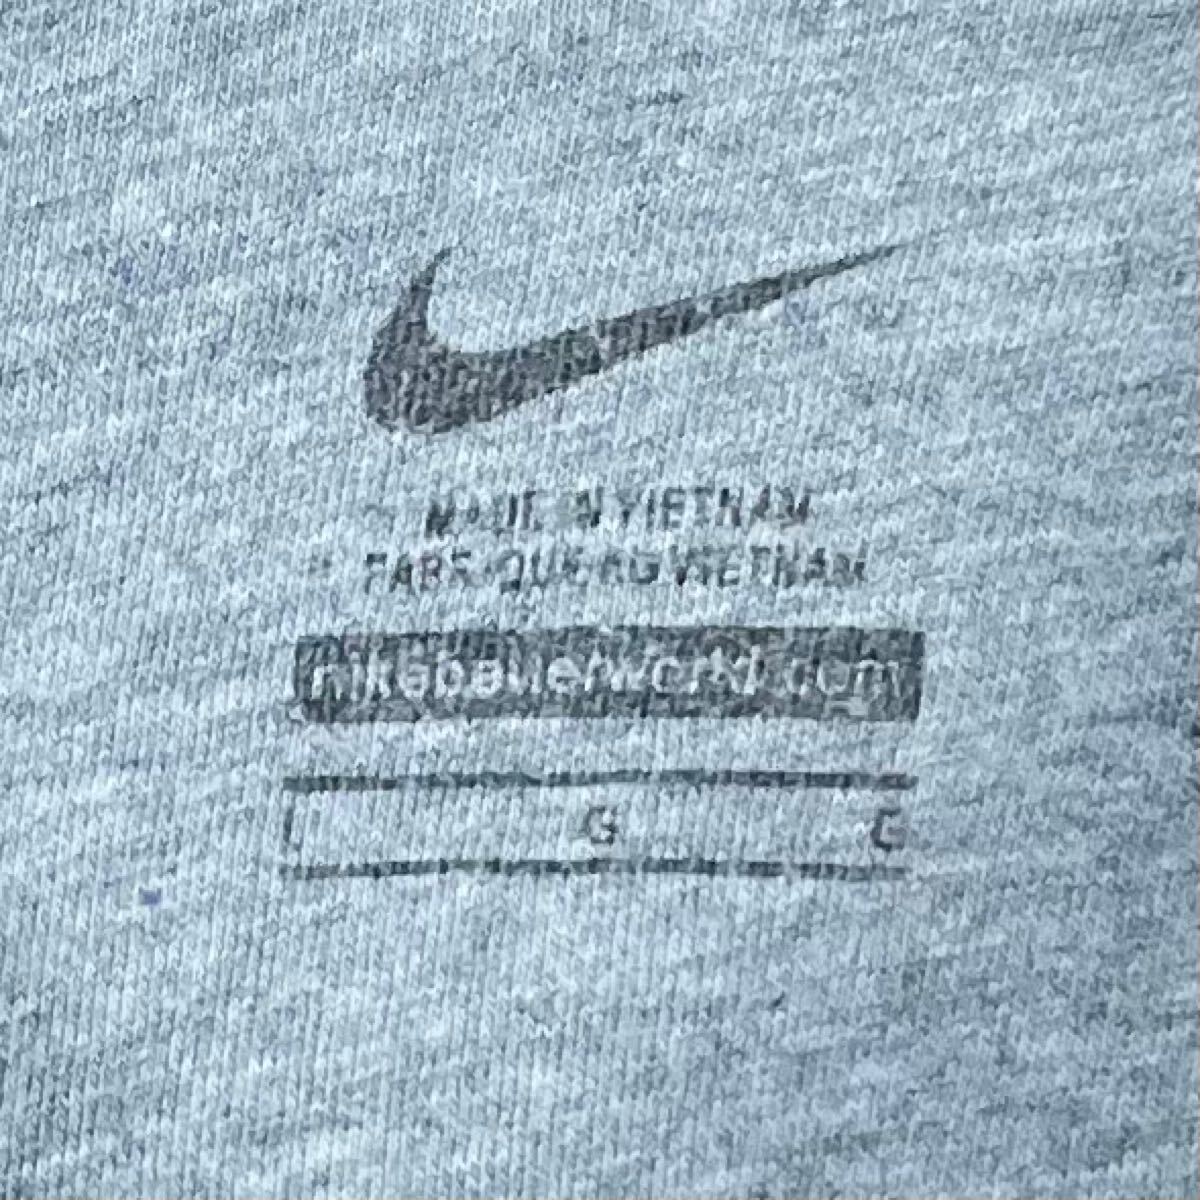 MADE IN VIETNAM
FABRIQUE AU VIETNAM
nikebetterworld.com
L G G